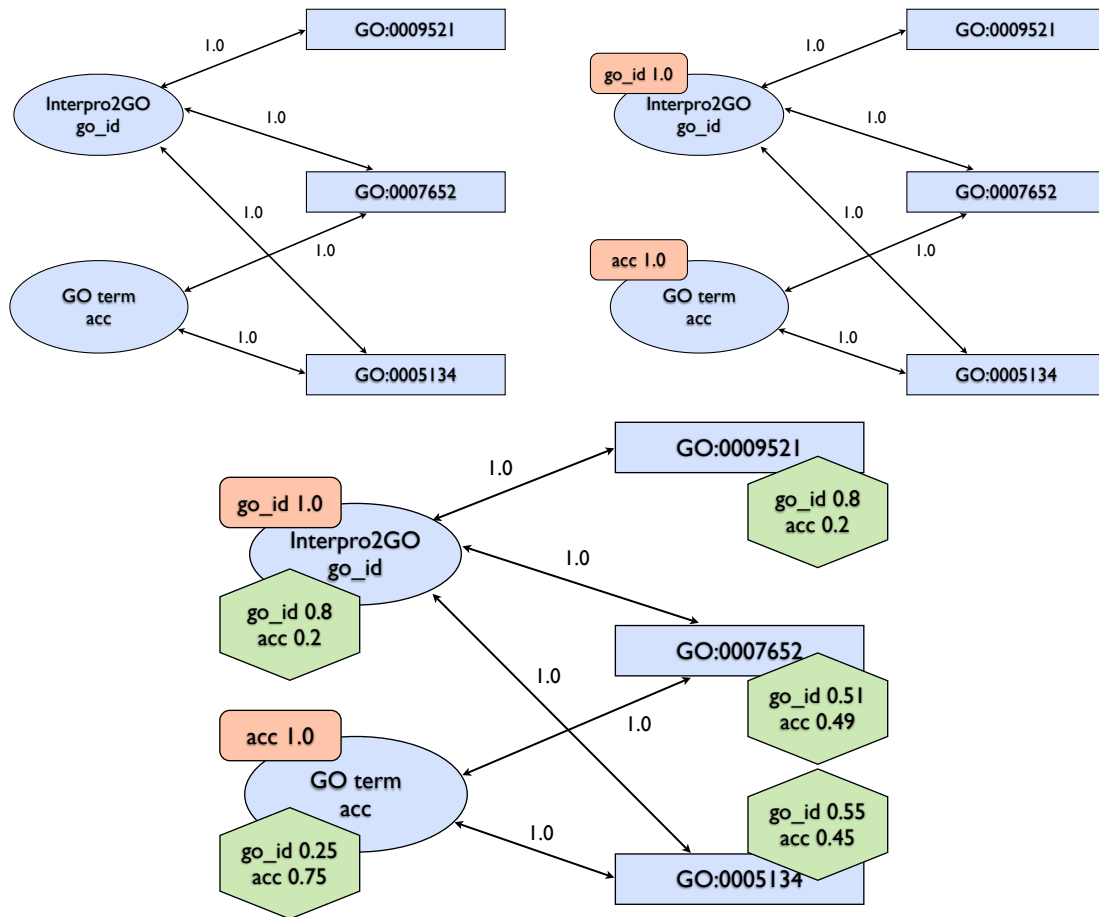 GO:0009521
1.0
Interpro2GO
go_id
1.0
GO:0007652
1.0
1.0
GO term
acc
1.0
GO:0005134
GO:0009521
1.0
go_id 1.0
Interpro2GO
go_id
1.0
GO:0007652
1.0
1.0
acc 1.0
GO term
acc
1.0
GO:0005134
GO:0009521
1.0
go_id 0.8
acc 0.2
go_id 1.0
Interpro2GO
go_id
1.0
go_id 0.8
acc 0.2
GO:0007652
1.0
go_id 0.51
acc 0.49
1.0
acc 1.0
GO term
acc
go_id 0.55
acc 0.45
1.0
go_id 0.25
acc 0.75
GO:0005134